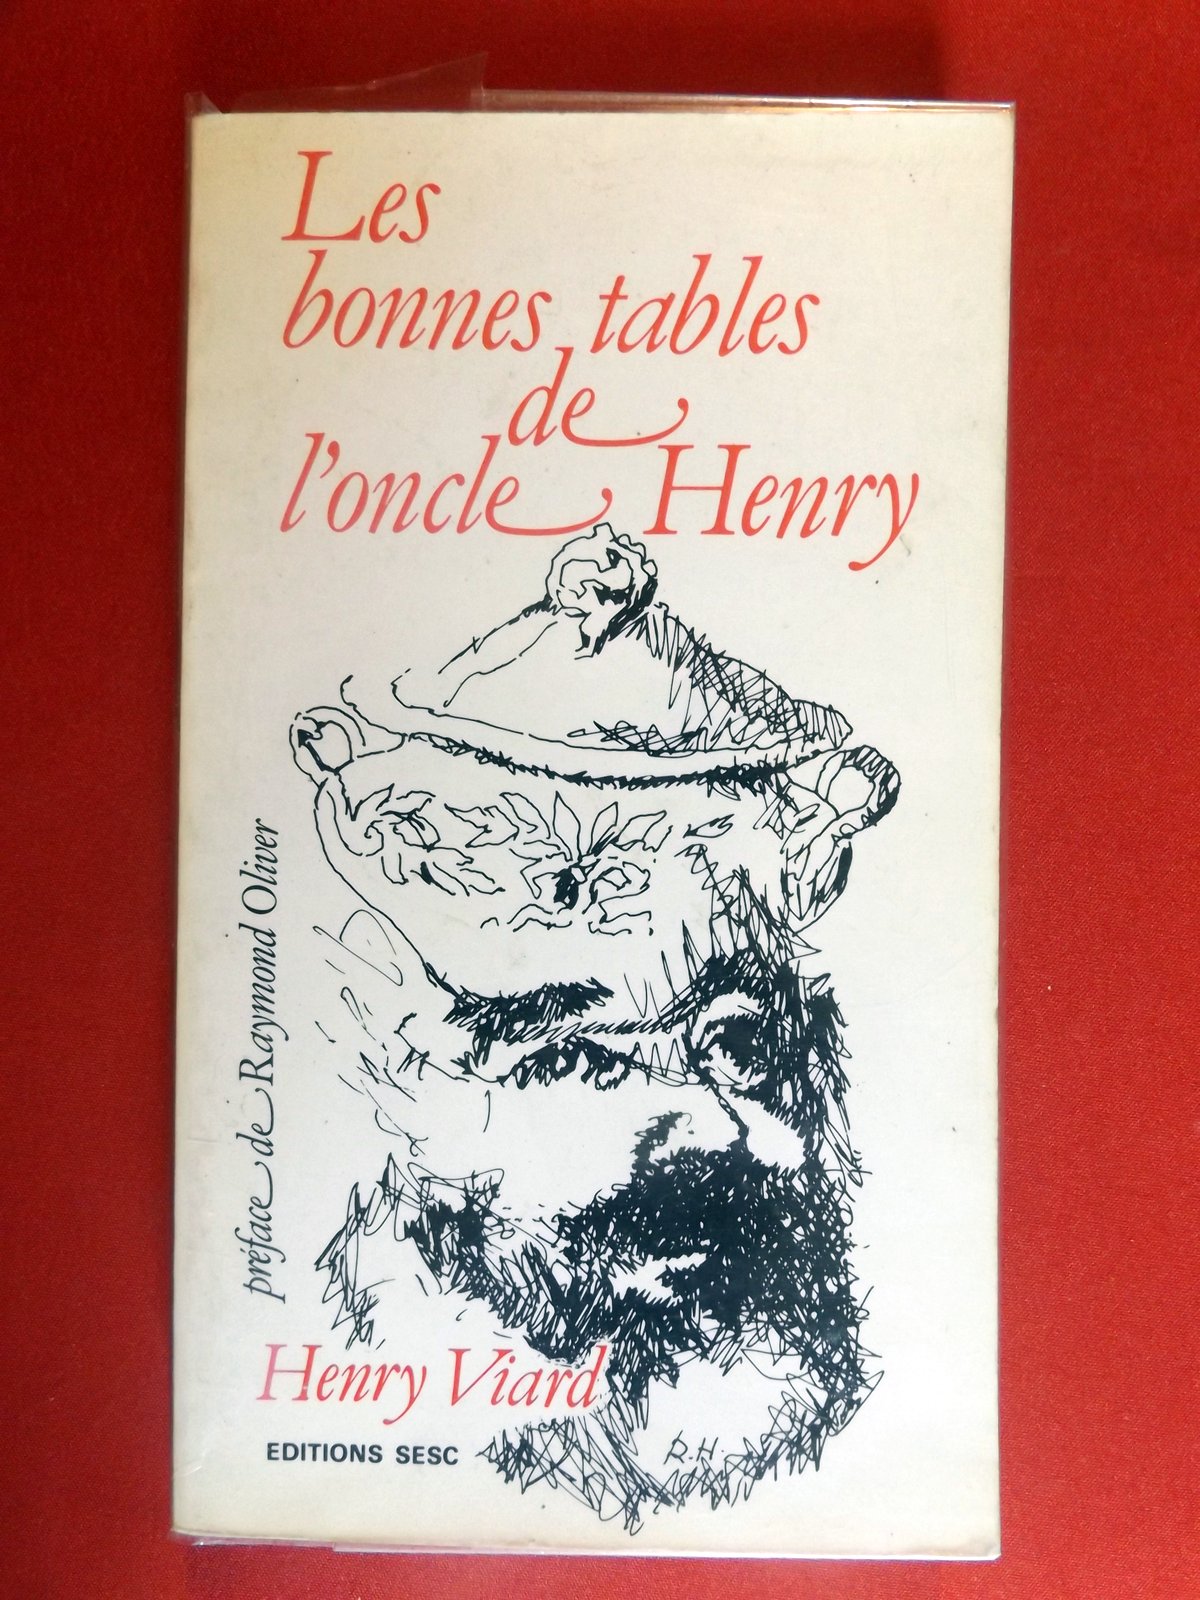 Les
bonnes tables
de
l'oncle Henry
préface de Raymond Oliver
Henry Viard
EDITIONS SESC
R.H.